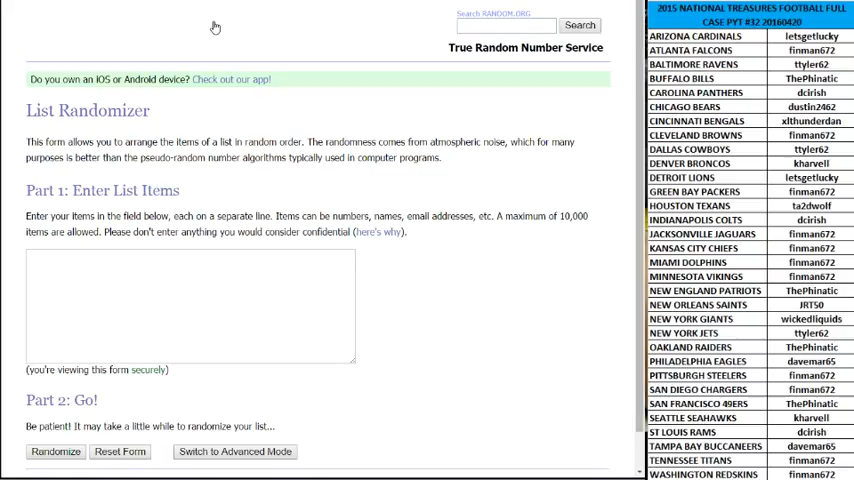 Search RANDOM.ORG
Search
True Random Number Service
Do you own an iOS or Android device? Check out our app!
List Randomizer
This form allows you to arrange the items of a list in random order. The randomness comes from atmospheric noise, which for many
purposes is better than the pseudo-random number algorithms typically used in computer programs.
Part 1: Enter List Items
Enter your items in the field below, each on a separate line. Items can be numbers, names, email addresses, etc. A maximum of 10,000
items are allowed. Please don't enter anything you would consider confidential (here's why).
(you're viewing this form securely)
Part 2: Go!
Be patient! It may take a little while to randomize your list...
Randomize Reset Form Switch to Advanced Mode
2015 NATIONAL TREASURES FOOTBALL FULL
CASE PYT #32 20160420
ARIZONA CARDINALS letsgetlucky
ATLANTA FALCONS finman672
BALTIMORE RAVENS ttyler62
BUFFALO BILLS ThePhinatic
CAROLINA PANTHERS dcirish
CHICAGO BEARS dustin2462
CINCINNATI BENGALS xlthunderdan
CLEVELAND BROWNS finman672
DALLAS COWBOYS ttyler62
DENVER BRONCOS kharvell
DETROIT LIONS letsgetlucky
GREEN BAY PACKERS finman672
HOUSTON TEXANS ta2dwolf
INDIANAPOLIS COLTS dcirish
JACKSONVILLE JAGUARS finman672
KANSAS CITY CHIEFS finman672
MIAMI DOLPHINS finman672
MINNESOTA VIKINGS finman672
NEW ENGLAND PATRIOTS ThePhinatic
NEW ORLEANS SAINTS JRT50
NEW YORK GIANTS wickedliquids
NEW YORK JETS ttyler62
OAKLAND RAIDERS ThePhinatic
PHILADELPHIA EAGLES davemar65
PITTSBURGH STEELERS finman672
SAN DIEGO CHARGERS finman672
SAN FRANCISCO 49ERS ThePhinatic
SEATTLE SEAHAWKS kharvell
ST LOUIS RAMS dcirish
TAMPA BAY BUCCANEERS davemar65
TENNESSEE TITANS finman672
WASHINGTON REDSKINS finman672